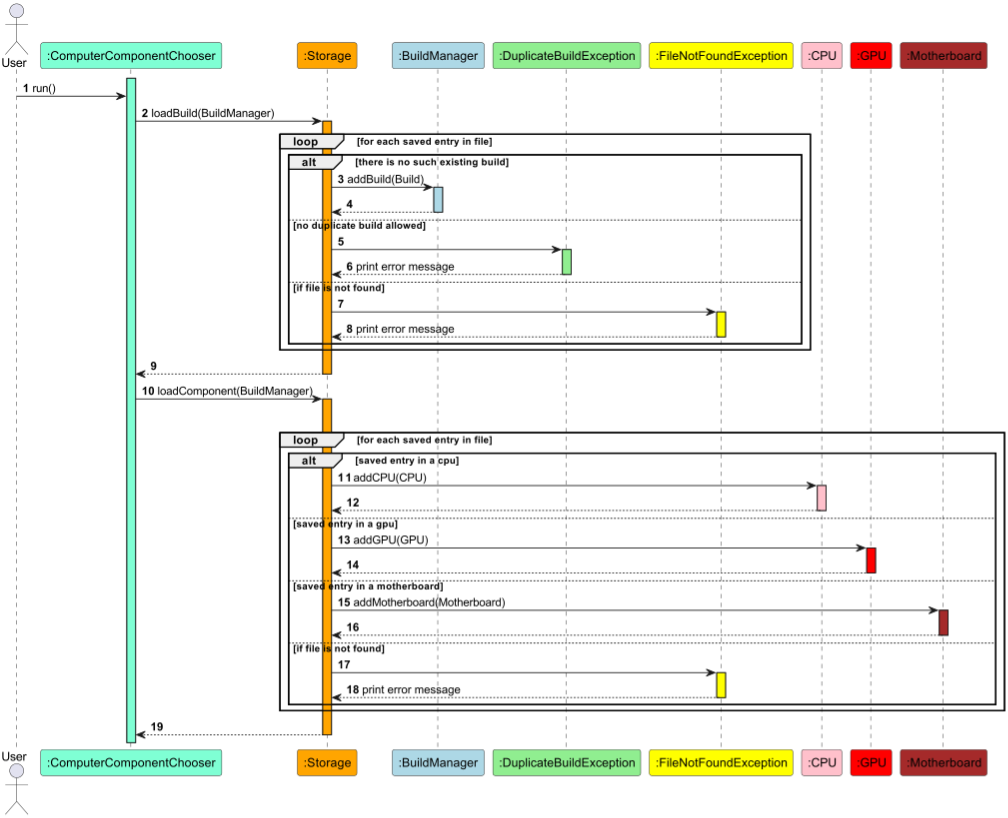 User
:ComputerComponentChooser
:Storage
:BuildManager
:DuplicateBuildException
:FileNotFoundException
:CPU
:GPU
:Motherboard
1 run()
2 loadBuild(BuildManager)
loop [for each saved entry in file]
alt [there is no such existing build]
3 addBuild(Build)
4
[no duplicate build allowed]
5
6 print error message
[if file is not found]
7
8 print error message
9
10 loadComponent(BuildManager)
loop [for each saved entry in file]
alt [saved entry in a cpu]
11 addCPU(CPU)
12
[saved entry in a gpu]
13 addGPU(GPU)
14
[saved entry in a motherboard]
15 addMotherboard(Motherboard)
16
[if file is not found]
17
18 print error message
19
User
:ComputerComponentChooser
:Storage
:BuildManager
:DuplicateBuildException
:FileNotFoundException
:CPU
:GPU
:Motherboard